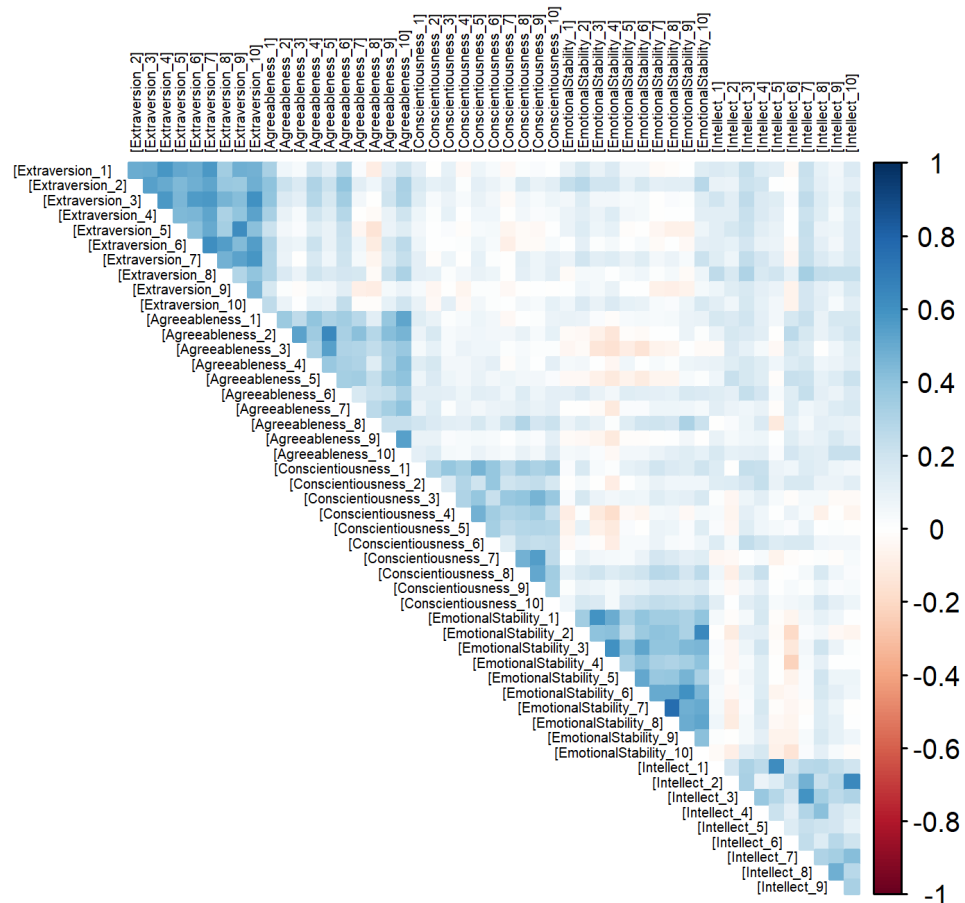 [Extraversion_2]
[Extraversion_3]
[Extraversion_4]
[Extraversion_5]
[Extraversion_6]
[Extraversion_7]
[Extraversion_8]
[Extraversion_9]
[Extraversion_10]
[Agreeableness_1]
[Agreeableness_2]
[Agreeableness_3]
[Agreeableness_4]
[Agreeableness_5]
[Agreeableness_6]
[Agreeableness_7]
[Agreeableness_8]
[Agreeableness_9]
[Agreeableness_10]
[Conscientiousness_1]
[Conscientiousness_2]
[Conscientiousness_3]
[Conscientiousness_4]
[Conscientiousness_5]
[Conscientiousness_6]
[Conscientiousness_7]
[Conscientiousness_8]
[Conscientiousness_9]
[Conscientiousness_10]
[EmotionalStability_1]
[EmotionalStability_2]
[EmotionalStability_3]
[EmotionalStability_4]
[EmotionalStability_5]
[EmotionalStability_6]
[EmotionalStability_7]
[EmotionalStability_8]
[EmotionalStability_9]
[EmotionalStability_10]
[Intellect_1]
[Intellect_2]
[Intellect_3]
[Intellect_4]
[Intellect_5]
[Intellect_6]
[Intellect_7]
[Intellect_8]
[Intellect_9]
[Intellect_10]
[Extraversion_1]
[Extraversion_2]
[Extraversion_3]
[Extraversion_4]
[Extraversion_5]
[Extraversion_6]
[Extraversion_7]
[Extraversion_8]
[Extraversion_9]
[Extraversion_10]
[Agreeableness_1]
[Agreeableness_2]
[Agreeableness_3]
[Agreeableness_4]
[Agreeableness_5]
[Agreeableness_6]
[Agreeableness_7]
[Agreeableness_8]
[Agreeableness_9]
[Agreeableness_10]
[Conscientiousness_1]
[Conscientiousness_2]
[Conscientiousness_3]
[Conscientiousness_4]
[Conscientiousness_5]
[Conscientiousness_6]
[Conscientiousness_7]
[Conscientiousness_8]
[Conscientiousness_9]
[Conscientiousness_10]
[EmotionalStability_1]
[EmotionalStability_2]
[EmotionalStability_3]
[EmotionalStability_4]
[EmotionalStability_5]
[EmotionalStability_6]
[EmotionalStability_7]
[EmotionalStability_8]
[EmotionalStability_9]
[EmotionalStability_10]
[Intellect_1]
[Intellect_2]
[Intellect_3]
[Intellect_4]
[Intellect_5]
[Intellect_6]
[Intellect_7]
[Intellect_8]
[Intellect_9]
1
0.8
0.6
0.4
0.2
0
-0.2
-0.4
-0.6
-0.8
-1